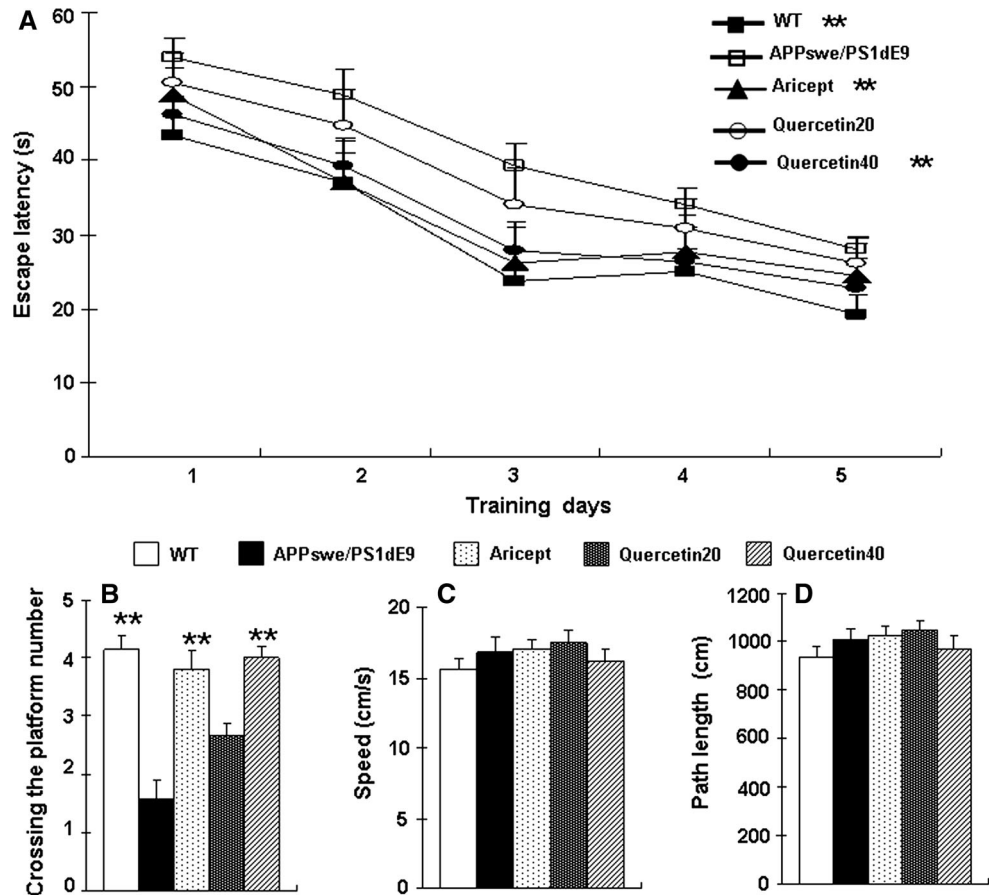 A
60
50
40
30
20
10
0
Escape latency (s)
WT **
APPswe/PS1dE9
Aricept **
Quercetin20
Quercetin40 **
1 2 3 4 5
Training days
WT APPswe/PS1dE9 Aricept Quercetin20 Quercetin40
B
5
4
3
2
1
0
Crossing the platform number
** ** **
C
20
15
10
5
0
Speed (cm/s)
D
1200
1000
800
600
400
200
0
Path length (cm)